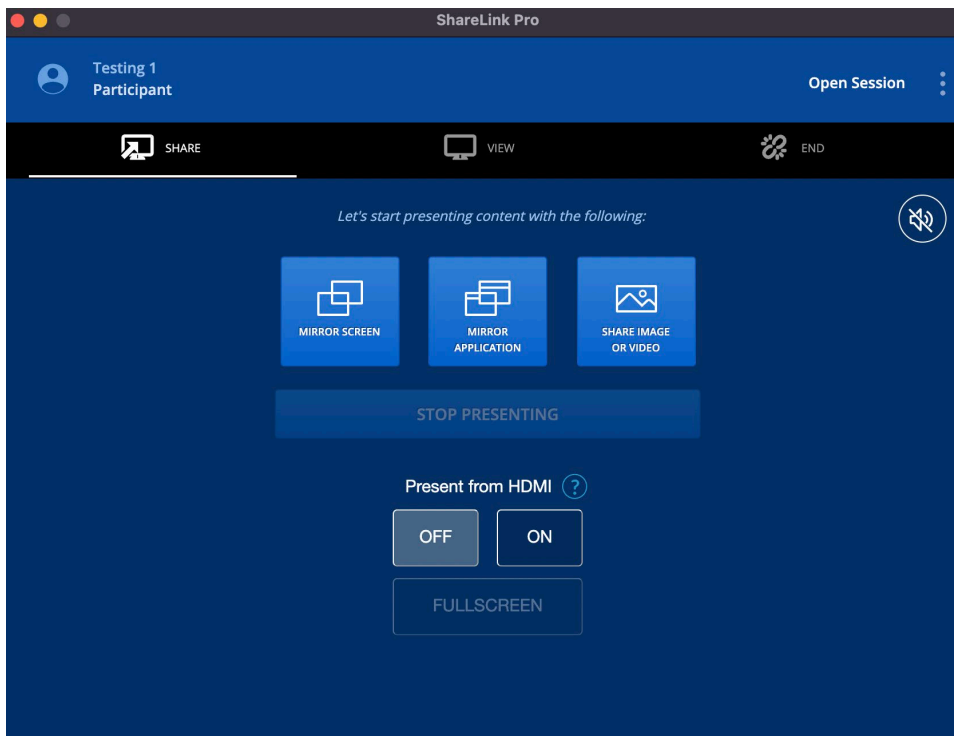 ShareLink Pro
Testing 1
Participant
Open Session
SHARE
VIEW
END
Let's start presenting content with the following:
MIRROR SCREEN
MIRROR
APPLICATION
SHARE IMAGE
OR VIDEO
STOP PRESENTING
Present from HDMI ?
OFF
ON
FULLSCREEN